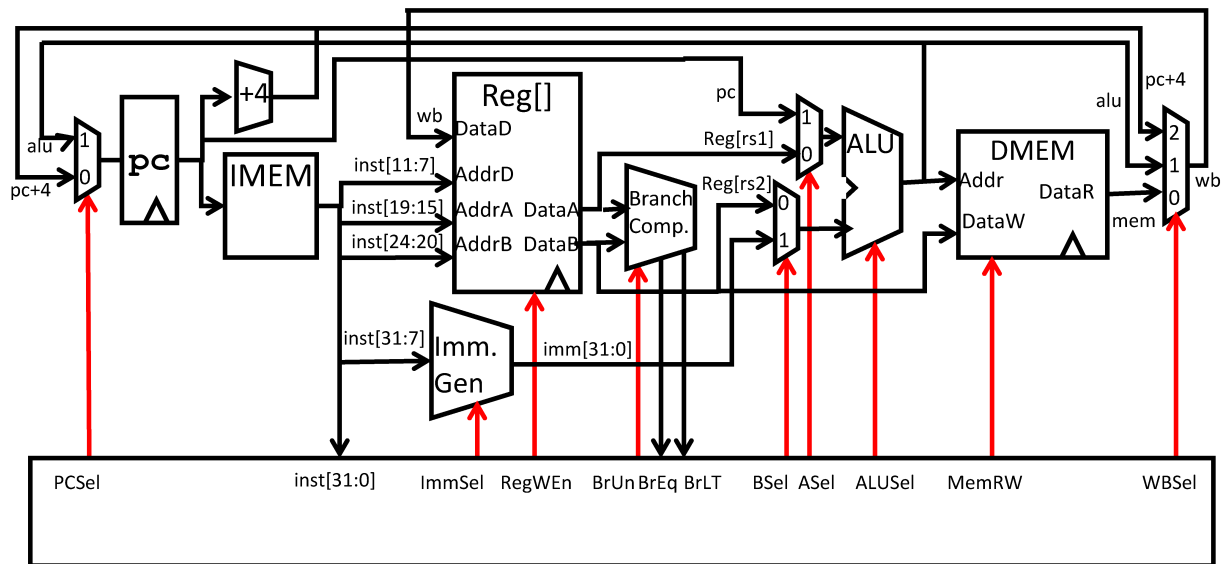 pc+4
+4
Reg[]
pc
alu
wb
DataD
1
0
pc
IMEM
inst[11:7]
AddrD
inst[19:15]
AddrA
DataA
inst[24:20]
AddrB
DataB
Branch
Comp.
Reg[rs1]
Reg[rs2]
1
0
0
1
ALU
DMEM
Addr
DataR
DataW
mem
alu
2
1
0
wb
pc+4
inst[31:7]
Imm.
Gen
imm[31:0]
PCSel
inst[31:0]
ImmSel
RegWEn
BrUn
BrEq
BrLT
BSel
ASel
ALUSel
MemRW
WBSel